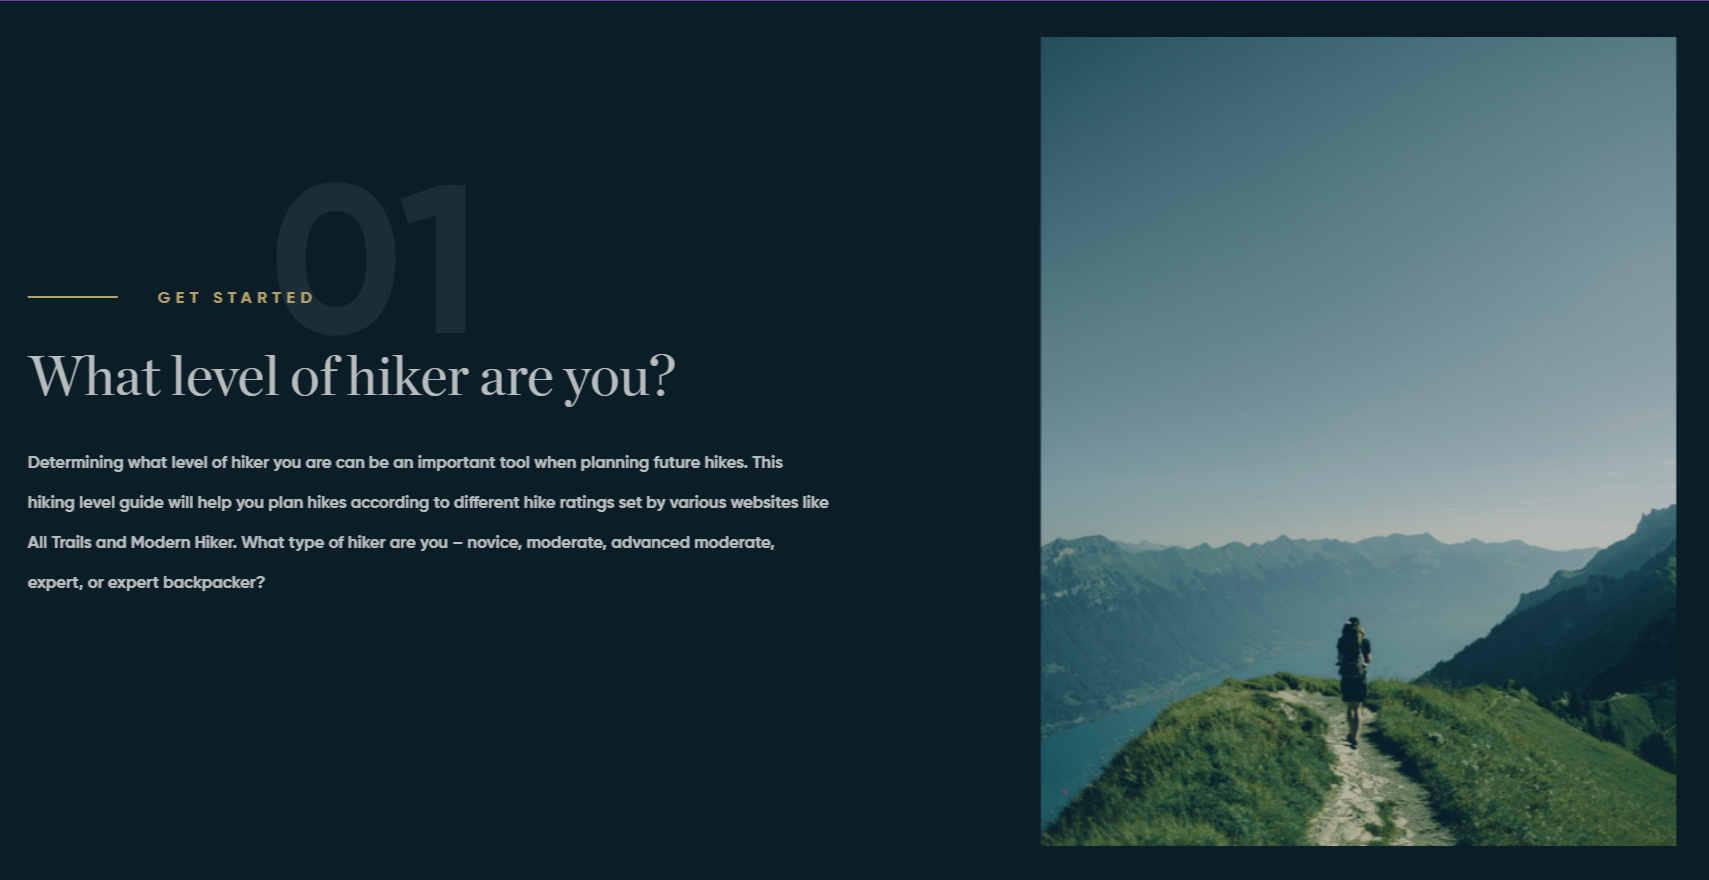 01
GET STARTED
What level of hiker are you?
Determining what level of hiker you are can be an important tool when planning future hikes. This
hiking level guide will help you plan hikes according to different hike ratings set by various websites like
All Trails and Modern Hiker. What type of hiker are you – novice, moderate, advanced moderate,
expert, or expert backpacker?